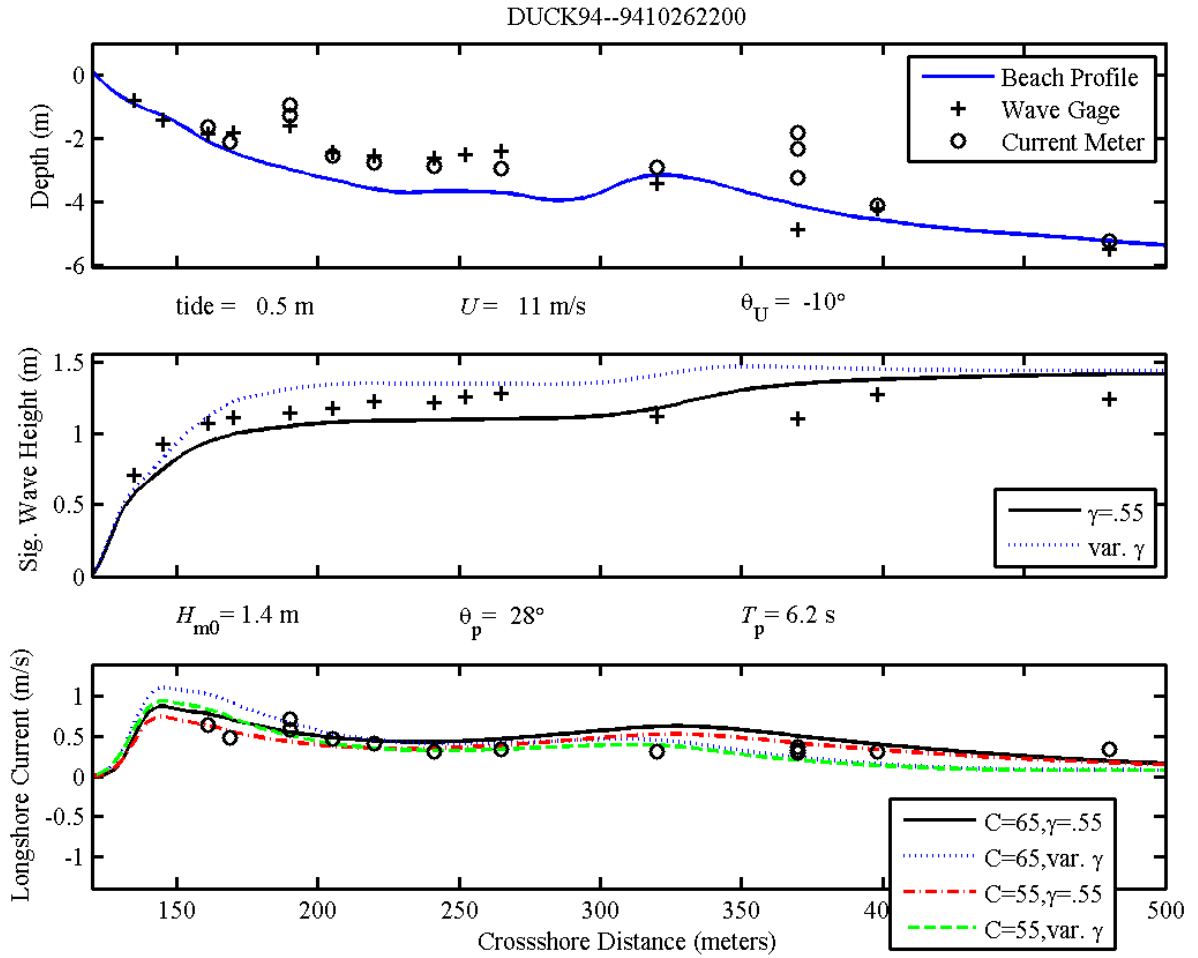 DUCK94--9410262200
0
-2
-4
-6
Depth (m)
Beach Profile
Wave Gage
Current Meter
tide = 0.5 m U = 11 m/s θU = -10°
1.5
1
0.5
0
Sig. Wave Height (m)
γ=.55
var. γ
Hm0= 1.4 m θp = 28° Tp = 6.2 s
1
0.5
0
-0.5
-1
Longshore Current (m/s)
C=65,γ=.55
C=65,var. γ
C=55,γ=.55
C=55,var. γ
150 200 250 300 350 40 500
Crossshore Distance (meters)